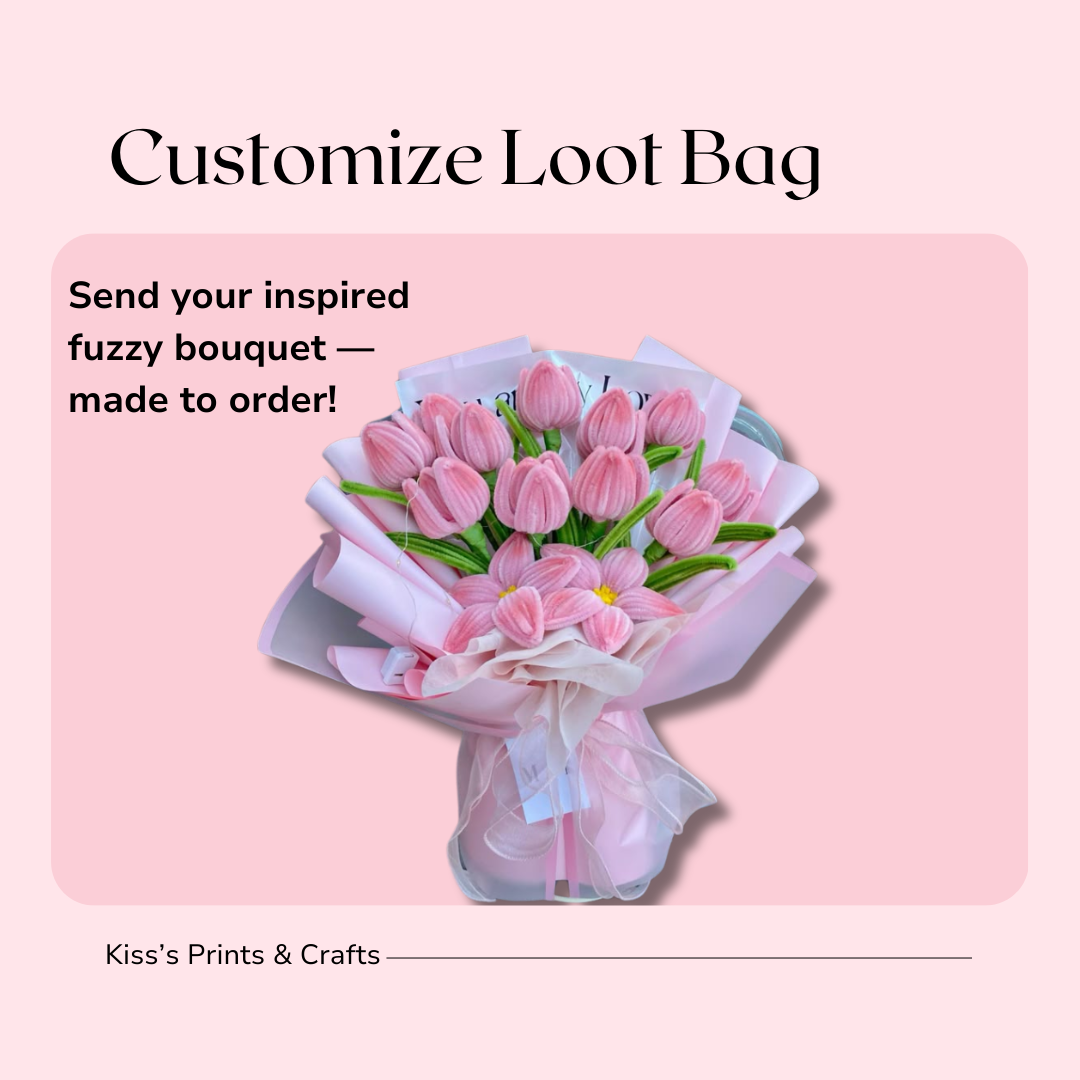 Customize Loot Bag
Send your inspired
fuzzy bouquet —
made to order!
Kiss’s Prints & Crafts